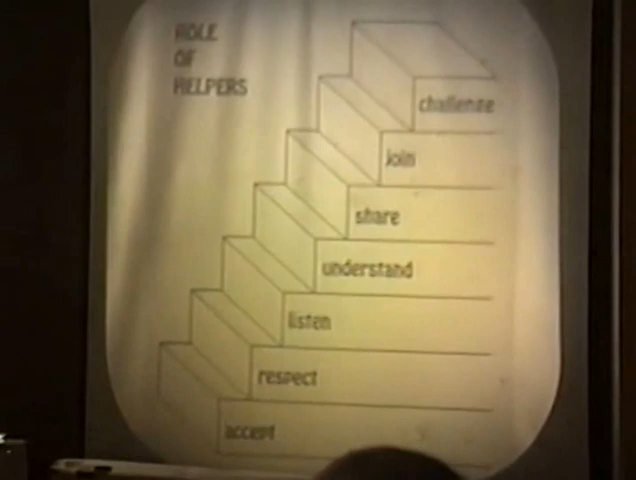 ROLE
OF
HELPERS
challenge
join
share
understand
listen
respect
accept